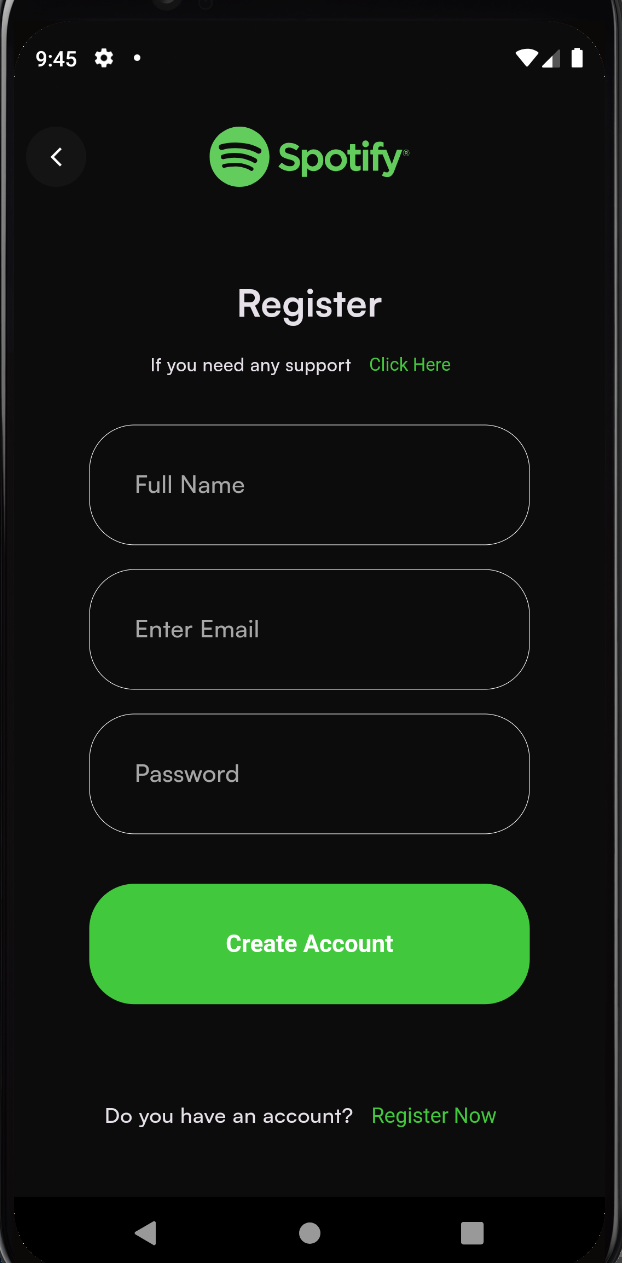 9:45
Spotify®
Register
If you need any support Click Here
Full Name
Enter Email
Password
Create Account
Do you have an account? Register Now